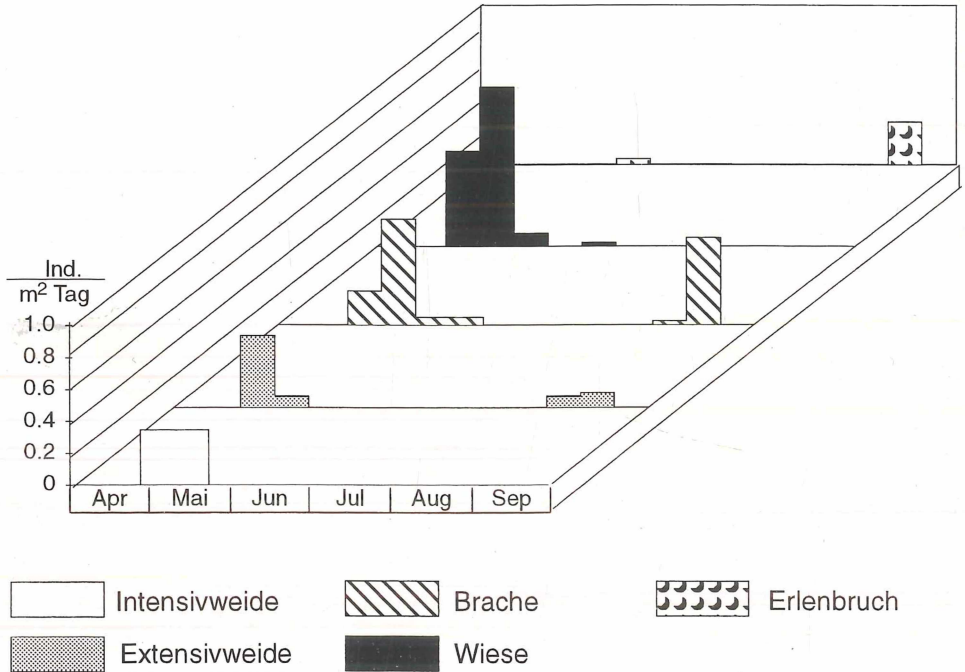 Ind.
m² Tag
1.0
0.8
0.6
0.4
0.2
0
Apr Mai Jun Jul Aug Sep
Intensivweide Brache Erlenbruch
Extensivweide Wiese